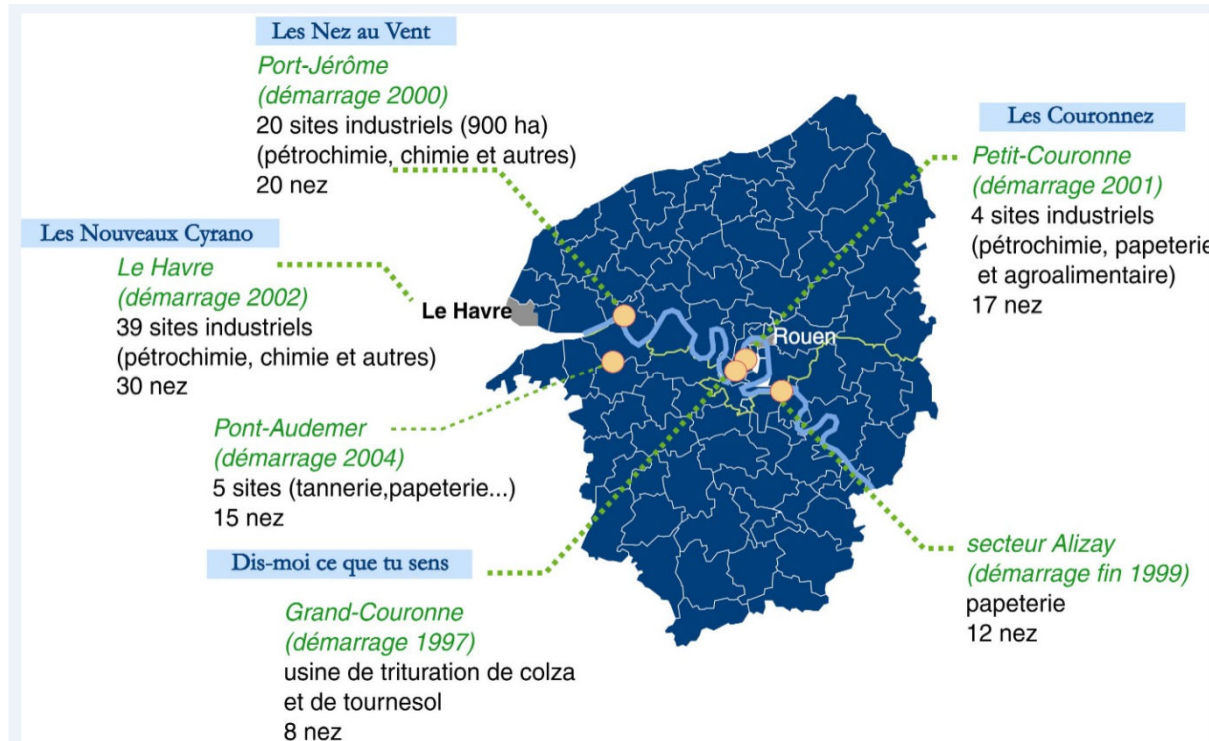 Les Nez au Vent
Port-Jérôme
(démarrage 2000)
20 sites industriels (900 ha)
(pétrochimie, chimie et autres)
20 nez
Les Couronnez
Petit-Couronne
(démarrage 2001)
4 sites industriels
(pétrochimie, papeterie
et agroalimentaire)
17 nez
Les Nouveaux Cyrano
Le Havre
(démarrage 2002)
39 sites industriels
(pétrochimie, chimie et autres)
30 nez
Le Havre
Rouen
Pont-Audemer
(démarrage 2004)
5 sites (tannerie,papeterie...)
15 nez
Dis-moi ce que tu sens
Grand-Couronne
(démarrage 1997)
usine de trituration de colza
et de tournesol
8 nez
secteur Alizay
(démarrage fin 1999)
papeterie
12 nez